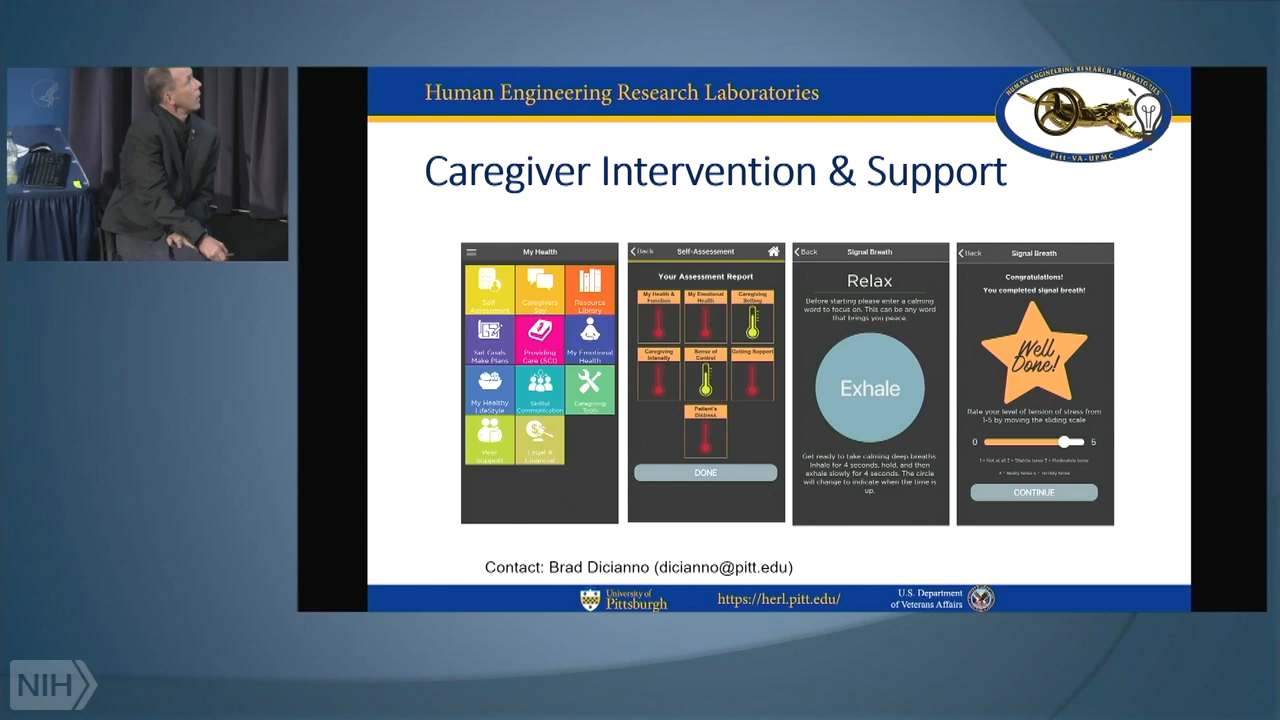 Human Engineering Research Laboratories
HUMAN ENGINEERING RESEARCH LABORATORIES
Pitt-VA-UPMC
Caregiver Intervention & Support
My Health
Self
Assessment
Caregivers
Say
Resource
Library
Set Goals
Make Plans
Providing
Care (SCI)
My Emotional
Health
My Healthy
LifeStyle
Skillful
Communication
Caregiving
Tools
Peer
Support
Legal &
Financial
Back
Self-Assessment
Your Assessment Report
My Health &
Function
My Emotional
Health
Caregiving
Setting
Caregiving
Intensity
Sense of
Control
Getting Support
Patient's
Distress
DONE
Back
Signal Breath
Relax
Before starting please enter a calming
word to focus on. This can be any word
that brings you peace.
Exhale
Get ready to take calming deep breaths
Inhale for 4 seconds, hold, and then
exhale slowly for 4 seconds. The circle
will change to indicate when the time is
up.
Back
Signal Breath
Congratulations!
You completed signal breath!
Well
Done!
Rate your level of tension of stress from
1-5 by moving the sliding scale
0
5
CONTINUE
Contact: Brad Dicianno (dicianno@pitt.edu)
University of
Pittsburgh
https://herl.pitt.edu/
U.S. Department
of Veterans Affairs
NIH